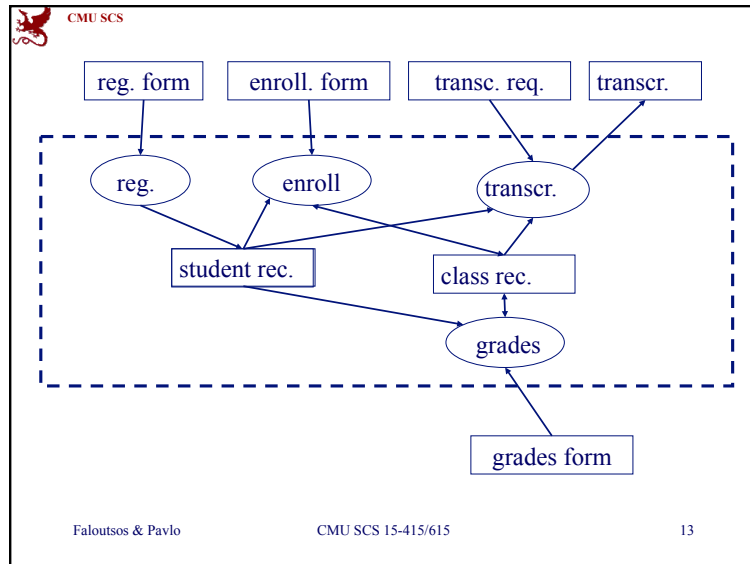 CMU SCS
reg. form
enroll. form
transc. req.
transcr.
reg.
enroll
transcr.
student rec.
class rec.
grades
grades form
Faloutsos & Pavlo
CMU SCS 15-415/615
13